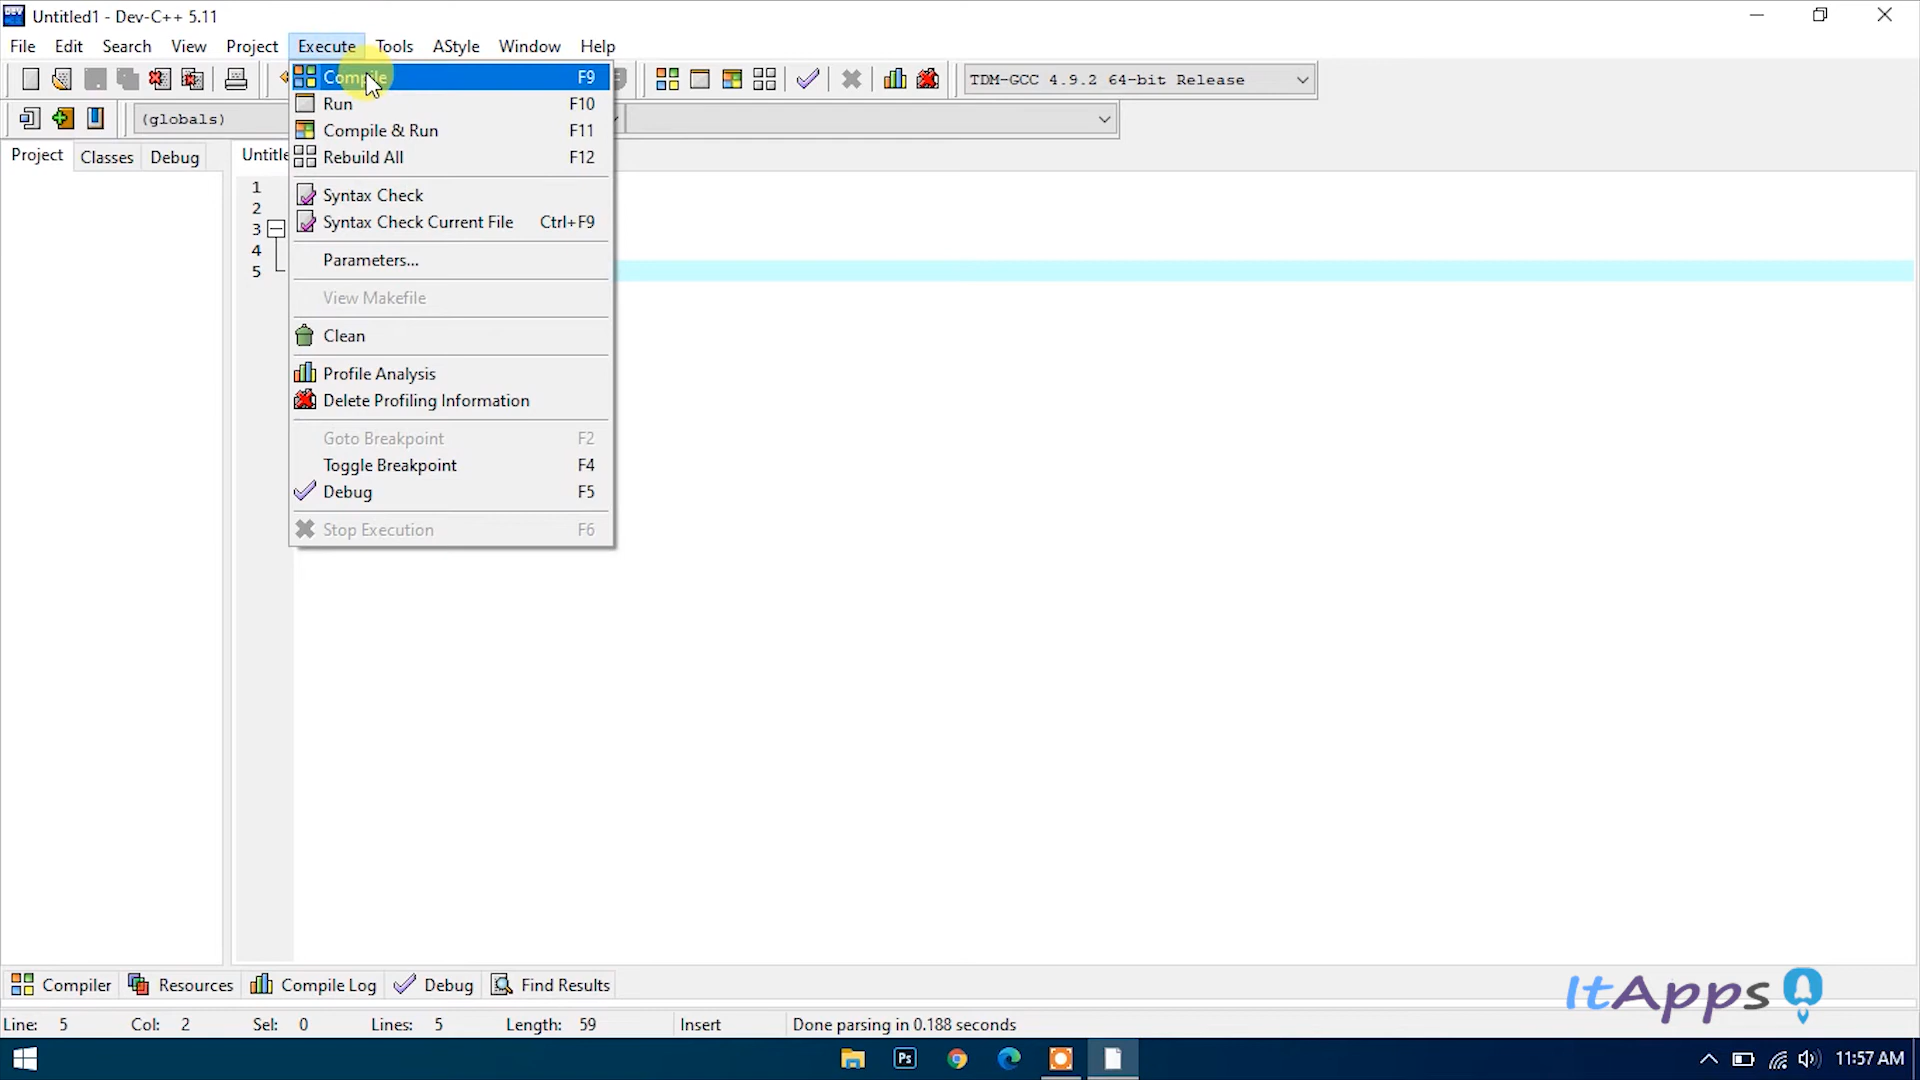 Untitled1 - Dev-C++ 5.11
File Edit Search View Project Execute Tools AStyle Window Help
TDM-GCC 4.9.2 64-bit Release
(globals)
Project Classes Debug
1
2
3
4
5
Compile F9
Run F10
Compile & Run F11
Rebuild All F12
Syntax Check
Syntax Check Current File Ctrl+F9
Parameters...
View Makefile
Clean
Profile Analysis
Delete Profiling Information
Goto Breakpoint F2
Toggle Breakpoint F4
Debug F5
Stop Execution F6
Compiler Resources Compile Log Debug Find Results
ItApps
Line: 5 Col: 2 Sel: 0 Lines: 5 Length: 59 Insert Done parsing in 0.188 seconds
Ps
11:57 AM